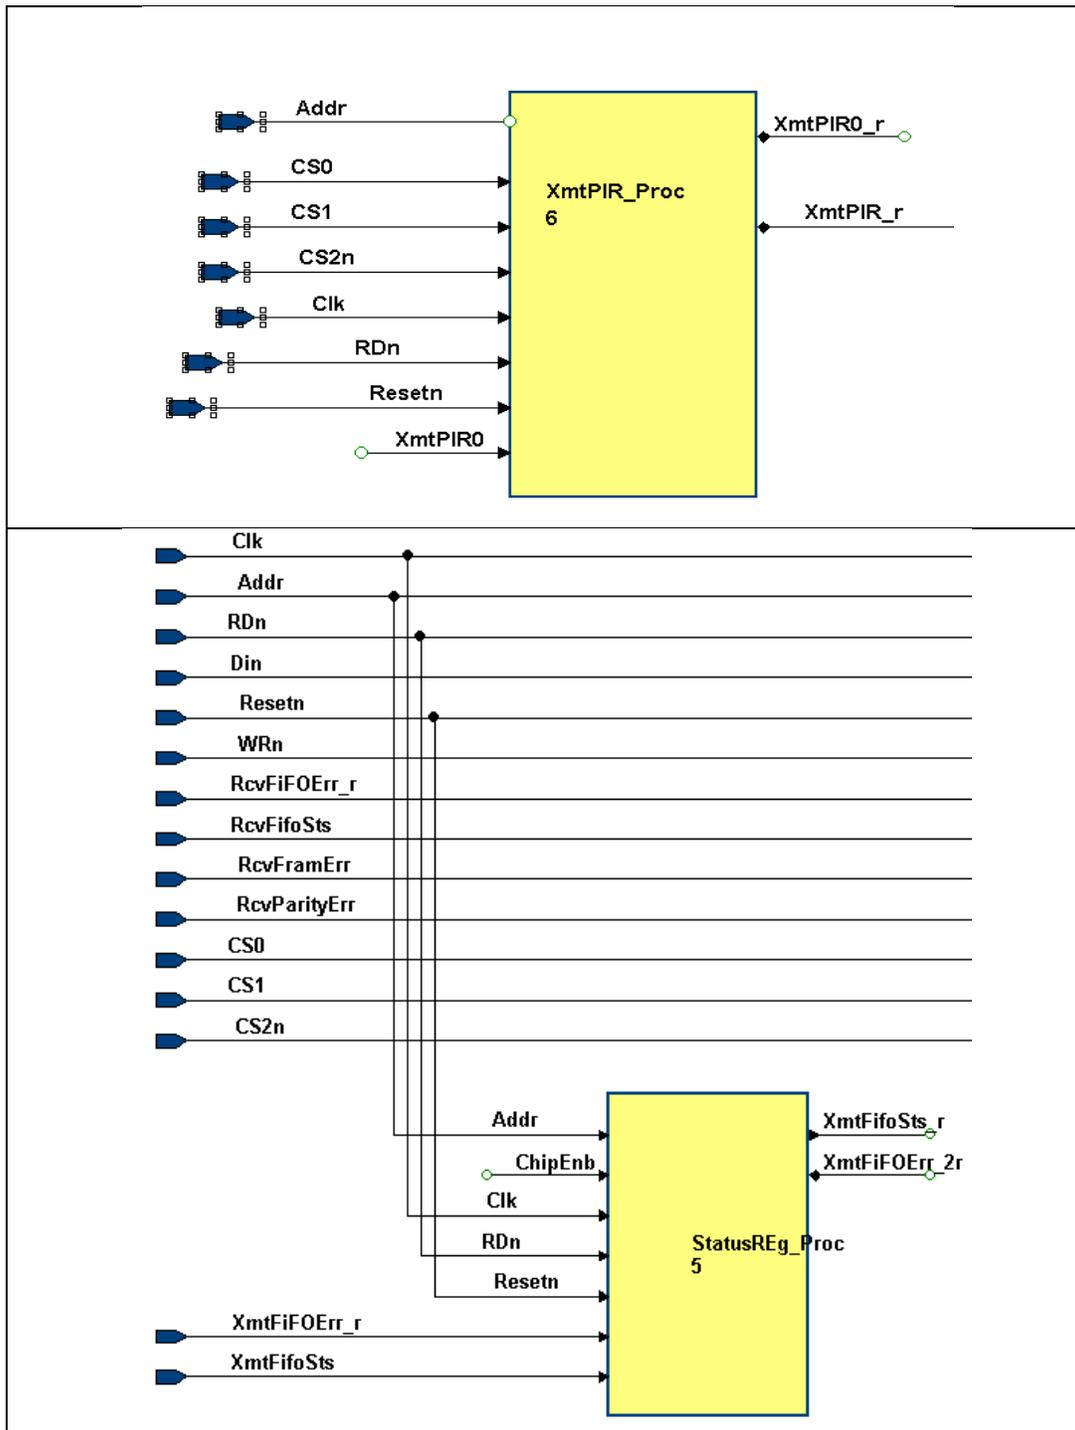 Addr
XmtPIR0_r
CS0
XmtPIR_Proc
6
CS1
XmtPIR_r
CS2n
Clk
RDn
Resetn
XmtPIR0
Clk
Addr
RDn
Din
Resetn
WRn
RcvFiFOErr_r
RcvFifoSts
RcvFramErr
RcvParityErr
CS0
CS1
CS2n
Addr
XmtFifoSts_r
ChipEnb
XmtFiFOErr_2r
Clk
RDn
StatusREg_Proc
5
Resetn
XmtFiFOErr_r
XmtFifoSts